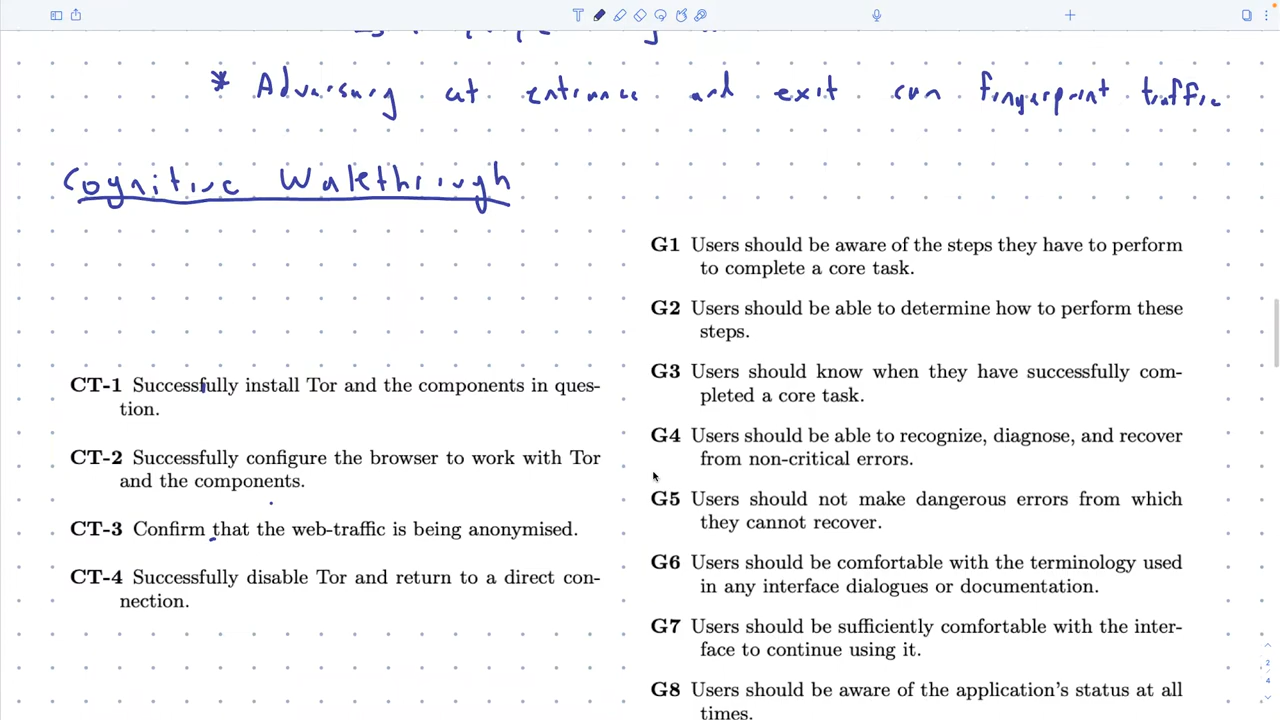 * Adversary at entrance and exit can fingerprint traffic
Cognitive Walkthrough
CT-1 Successfully install Tor and the components in ques-
tion.
CT-2 Successfully configure the browser to work with Tor
and the components.
CT-3 Confirm that the web-traffic is being anonymised.
CT-4 Successfully disable Tor and return to a direct con-
nection.
G1 Users should be aware of the steps they have to perform
to complete a core task.
G2 Users should be able to determine how to perform these
steps.
G3 Users should know when they have successfully com-
pleted a core task.
G4 Users should be able to recognize, diagnose, and recover
from non-critical errors.
G5 Users should not make dangerous errors from which
they cannot recover.
G6 Users should be comfortable with the terminology used
in any interface dialogues or documentation.
G7 Users should be sufficiently comfortable with the inter-
face to continue using it.
G8 Users should be aware of the application's status at all
times.
2
4